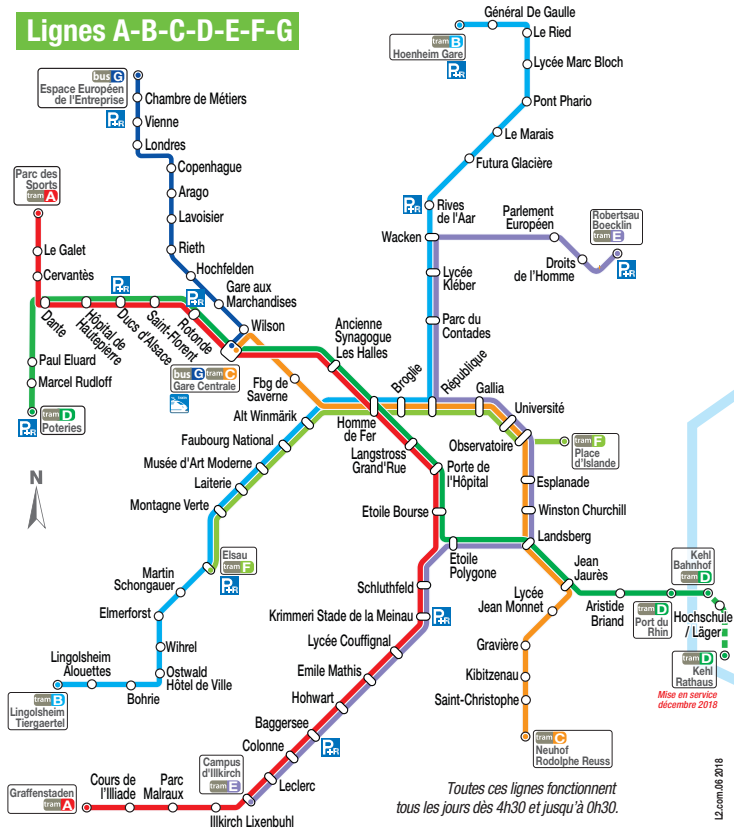 Lignes A-B-C-D-E-F-G
bus G
Espace Européen
de l'Entreprise
P+R
Chambre de Métiers
Vienne
Londres
Copenhague
Arago
Lavoisier
Rieth
Hochfelden
Gare aux
Marchandises
Wilson
Parc des
Sports
tram A
Le Galet
Cervantès
Dante
Hôpital de
Hautepierre
P+R
Ducs d'Asace
Saint-Florent
P+R
Rotonde
bus G tram C
Gare Centrale
Paul Eluard
Marcel Rudloff
P+R
tram D
Poteries
Général De Gaulle
tram B
Hoenheim Gare
P+R
Le Ried
Lycée Marc Bloch
Pont Phario
Le Marais
Futura Glacière
P+R
Rives
de l'Aar
Wacken
Parlement
Européen
Robertsau
Boecklin
tram E
P+R
Droits
de l'Homme
Lycée
Kléber
Parc du
Contades
Ancienne
Synagogue
Les Halles
Fbg de
Saverne
Broglie
République
Gallia
Université
Alt Winmärik
Homme
de Fer
Observatoire
tram F
Place
d'Islande
Faubourg National
Langstross
Grand'Rue
Musée d'Art Moderne
Porte de
l'Hôpital
Laiterie
Esplanade
Montagne Verte
Etoile Bourse
Winston Churchill
N
Landsberg
Elsau
tram F
P+R
Etoile
Polygone
Jean
Jaurès
Kehl
Bahnhof
tram D
Martin
Schongauer
Schluthfeld
Lycée
Jean Monnet
Aristide
Briand
tram D
Port du
Rhin
Hochschule
/ Läger
Elmerforst
Krimmeri Stade de la Meinau
P+R
Wihrel
Lycée Couffignal
Gravière
tram D
Kehl
Rathaus
Lingolsheim
Alouettes
Ostwald
Hôtel de Ville
Emile Mathis
Kibitzenau
Mise en service
décembre 2018
tram B
Lingolsheim
Tiergaertel
Bohrie
Hohwart
Saint-Christophe
Baggersee
P+R
tram C
Neuhof
Rodolphe Reuss
Colonne
Campus
d'Illkirch
tram E
Leclerc
Graffenstaden
tram A
Cours de
l'Illiade
Parc
Malraux
Illkirch Lixenbuhl
Toutes ces lignes fonctionnent
tous les jours dès 4h30 et jusqu'à 0h30.
L2.com.06 2018